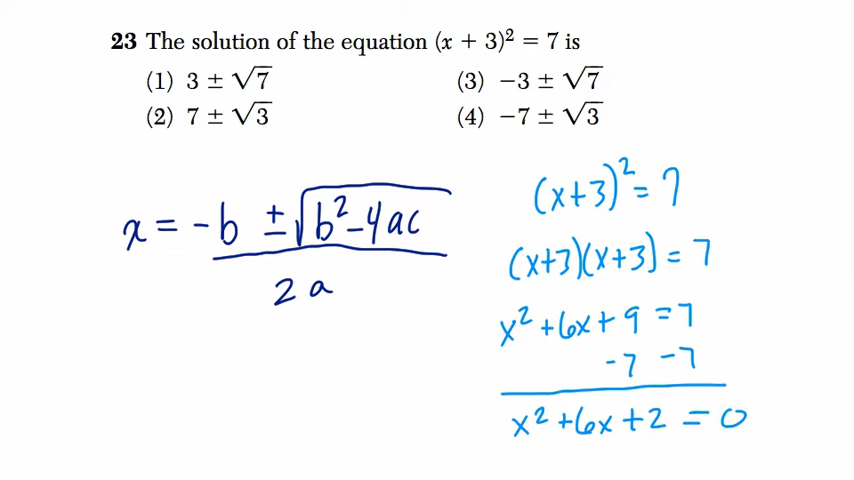 23 The solution of the equation (x + 3)² = 7 is
(1) 3 ± √7
(3) −3 ± √7
(2) 7 ± √3
(4) −7 ± √3
x = -b ± √b² - 4ac
2a
(x+3)² = 7
(x+3)(x+3) = 7
x² + 6x + 9 = 7
-7 -7
x² + 6x + 2 = 0